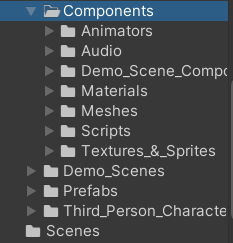 Components
Animators
Audio
Demo_Scene_Compo
Materials
Meshes
Scripts
Textures_&_Sprites
Demo_Scenes
Prefabs
Third_Person_Characte
Scenes